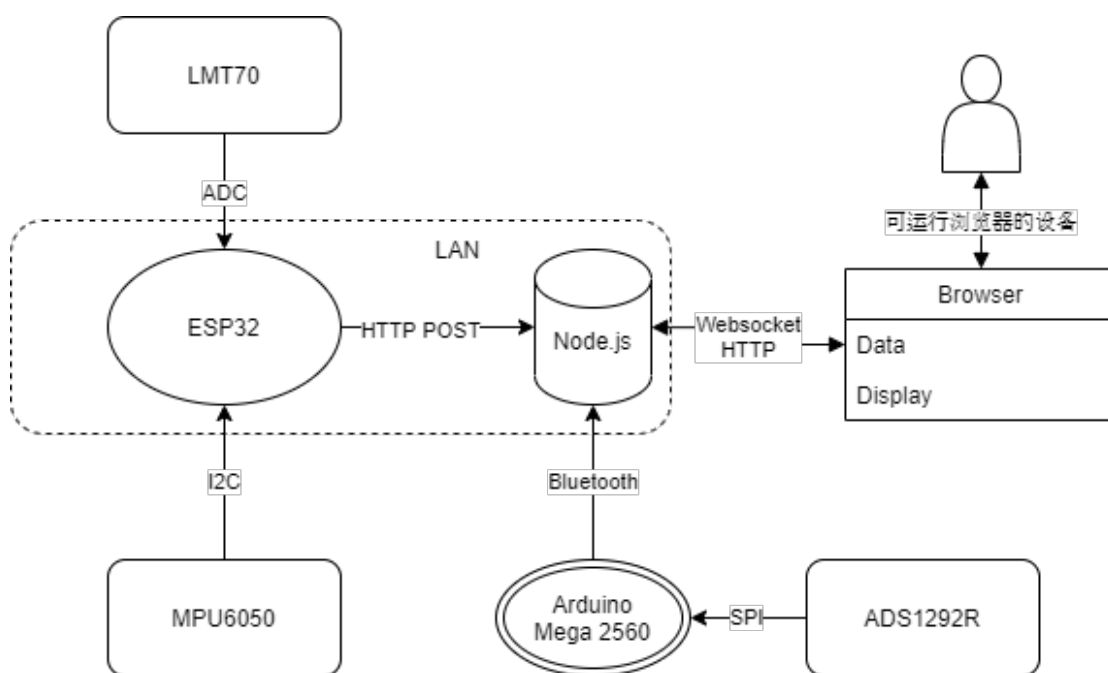 LMT70
ADC
LAN
ESP32
HTTP POST
Node.js
Websocket
HTTP
可运行浏览器的设备
Browser
Data
Display
I2C
Bluetooth
MPU6050
Arduino
Mega 2560
SPI
ADS1292R